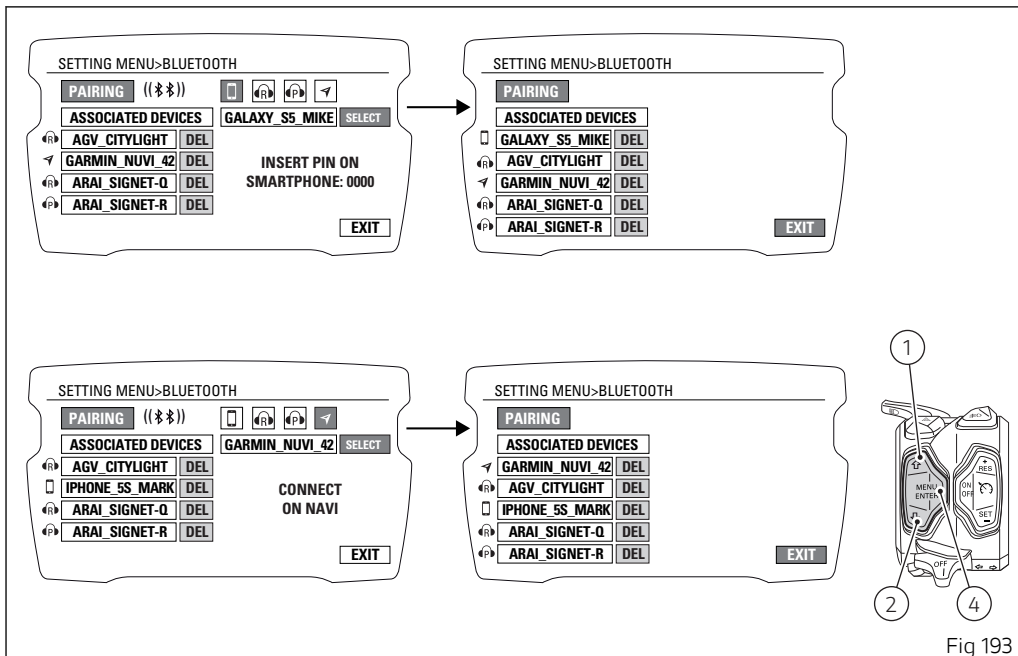 SETTING MENU>BLUETOOTH
PAIRING
ASSOCIATED DEVICES GALAXY_S5_MIKE SELECT
R AGV_CITYLIGHT DEL
GARMIN_NUVI_42 DEL
R ARAI_SIGNET-Q DEL
P ARAI_SIGNET-R DEL
R P
INSERT PIN ON
SMARTPHONE: 0000
EXIT
SETTING MENU>BLUETOOTH
PAIRING
ASSOCIATED DEVICES
GALAXY_S5_MIKE DEL
R AGV_CITYLIGHT DEL
GARMIN_NUVI_42 DEL
R ARAI_SIGNET-Q DEL
P ARAI_SIGNET-R DEL
EXIT
SETTING MENU>BLUETOOTH
PAIRING
R P
ASSOCIATED DEVICES GARMIN_NUVI_42 SELECT
R AGV_CITYLIGHT DEL
IPHONE_5S_MARK DEL
R ARAI_SIGNET-Q DEL
P ARAI_SIGNET-R DEL
CONNECT
ON NAVI
EXIT
SETTING MENU>BLUETOOTH
PAIRING
ASSOCIATED DEVICES
GARMIN_NUVI_42 DEL
R AGV_CITYLIGHT DEL
IPHONE_5S_MARK DEL
R ARAI_SIGNET-Q DEL
P ARAI_SIGNET-R DEL
EXIT
1
MENU
ENTER
+
RES
ON
OFF
SET
-
OFF
2
4
Fig 193